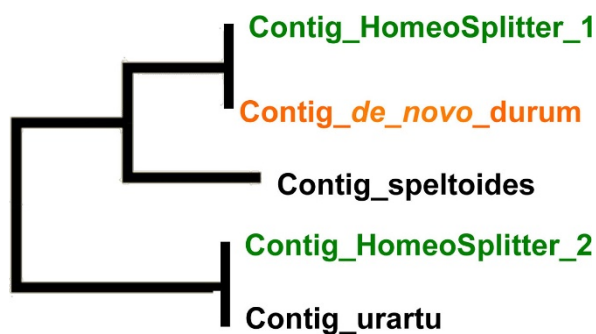 Contig_HomeoSplitter_1
Contig_de_novo_durum
Contig_speltoides
Contig_HomeoSplitter_2
Contig_urartu